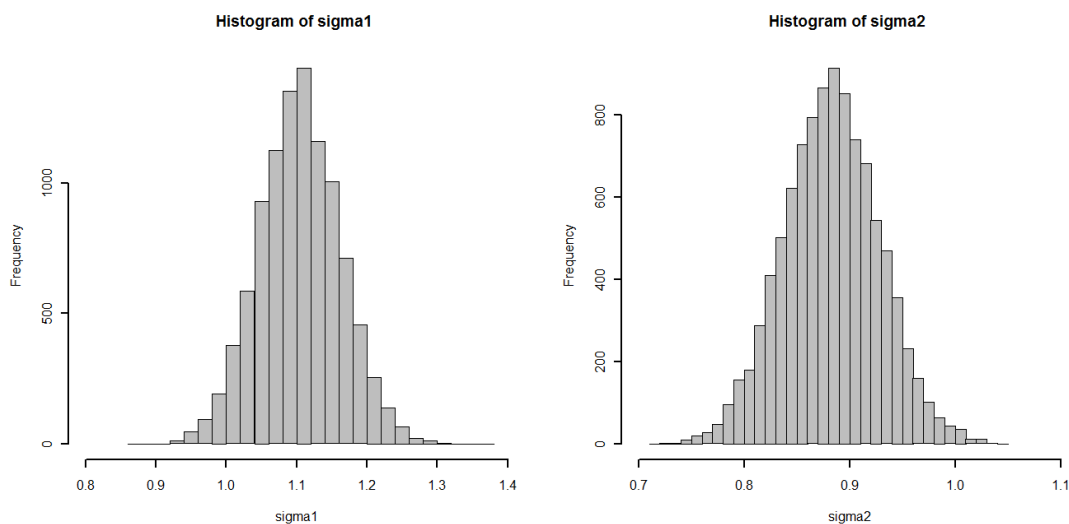 Histogram of sigma1
Frequency
1000
500
0
0.8 0.9 1.0 1.1 1.2 1.3 1.4
sigma1
Histogram of sigma2
Frequency
800
600
400
200
0
0.7 0.8 0.9 1.0 1.1
sigma2